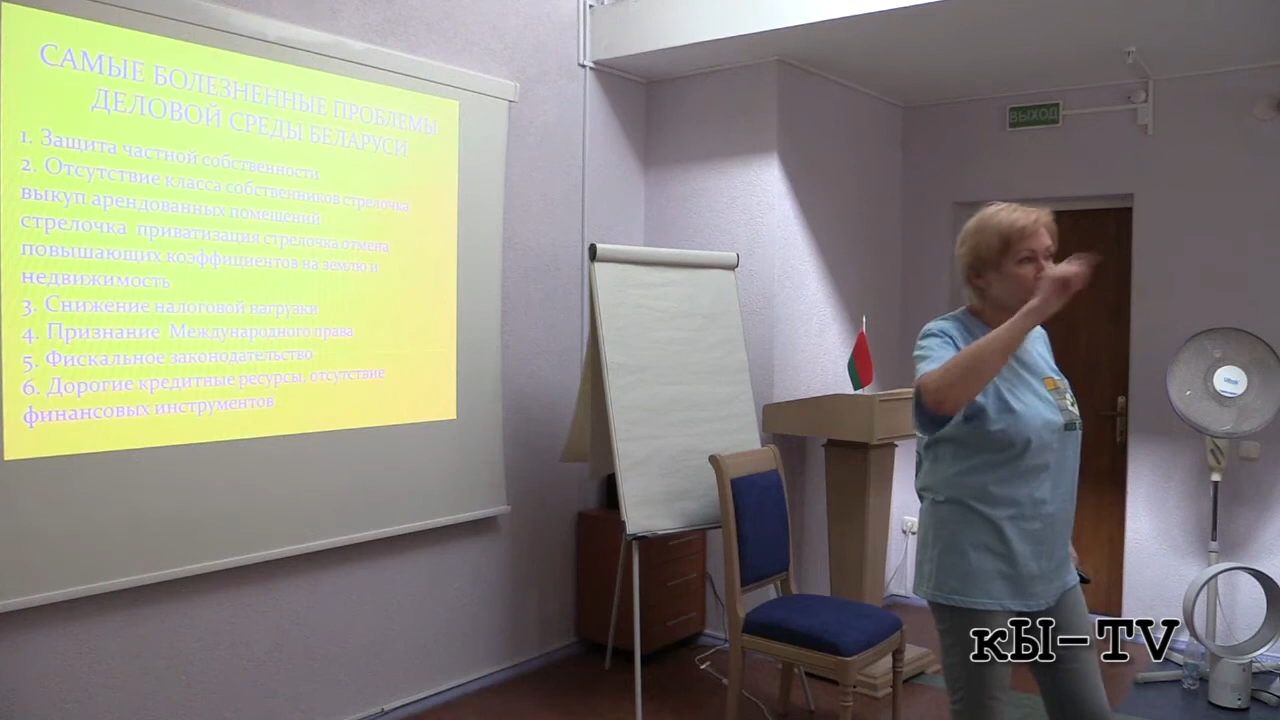 САМЫЕ БОЛЕЗНЕННЫЕ ПРОБЛЕМЫ
ДЕЛОВОЙ СРЕДЫ БЕЛАРУСИ
1. Защита частной собственности
2. Отсутствие класса собственников стрелочка
выкуп арендованных помещений
стрелочка приватизация стрелочка отмена
повышающих коэффициентов на землю и
недвижимость
3. Снижение налоговой нагрузки
4. Признание Международного права
5. Фискальное законодательство
6. Дорогие кредитные ресурсы, отсутствие
финансовых инструментов
ВЫХОД
кЫ-TV